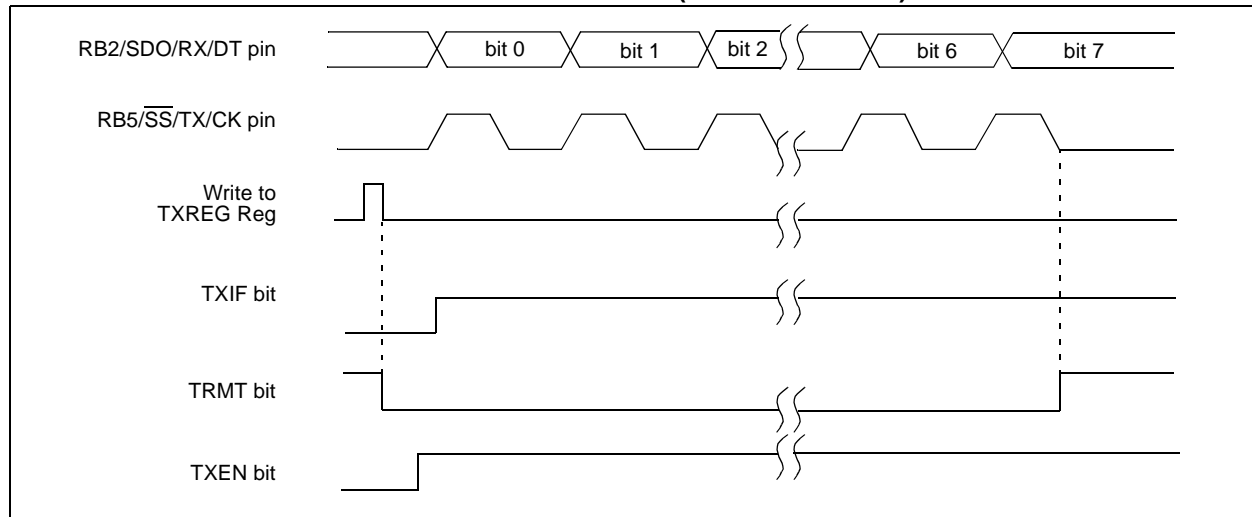 RB2/SDO/RX/DT pin
bit 0 bit 1 bit 2 bit 6 bit 7
RB5/SS/TX/CK pin
Write to
TXREG Reg
TXIF bit
TRMT bit
TXEN bit